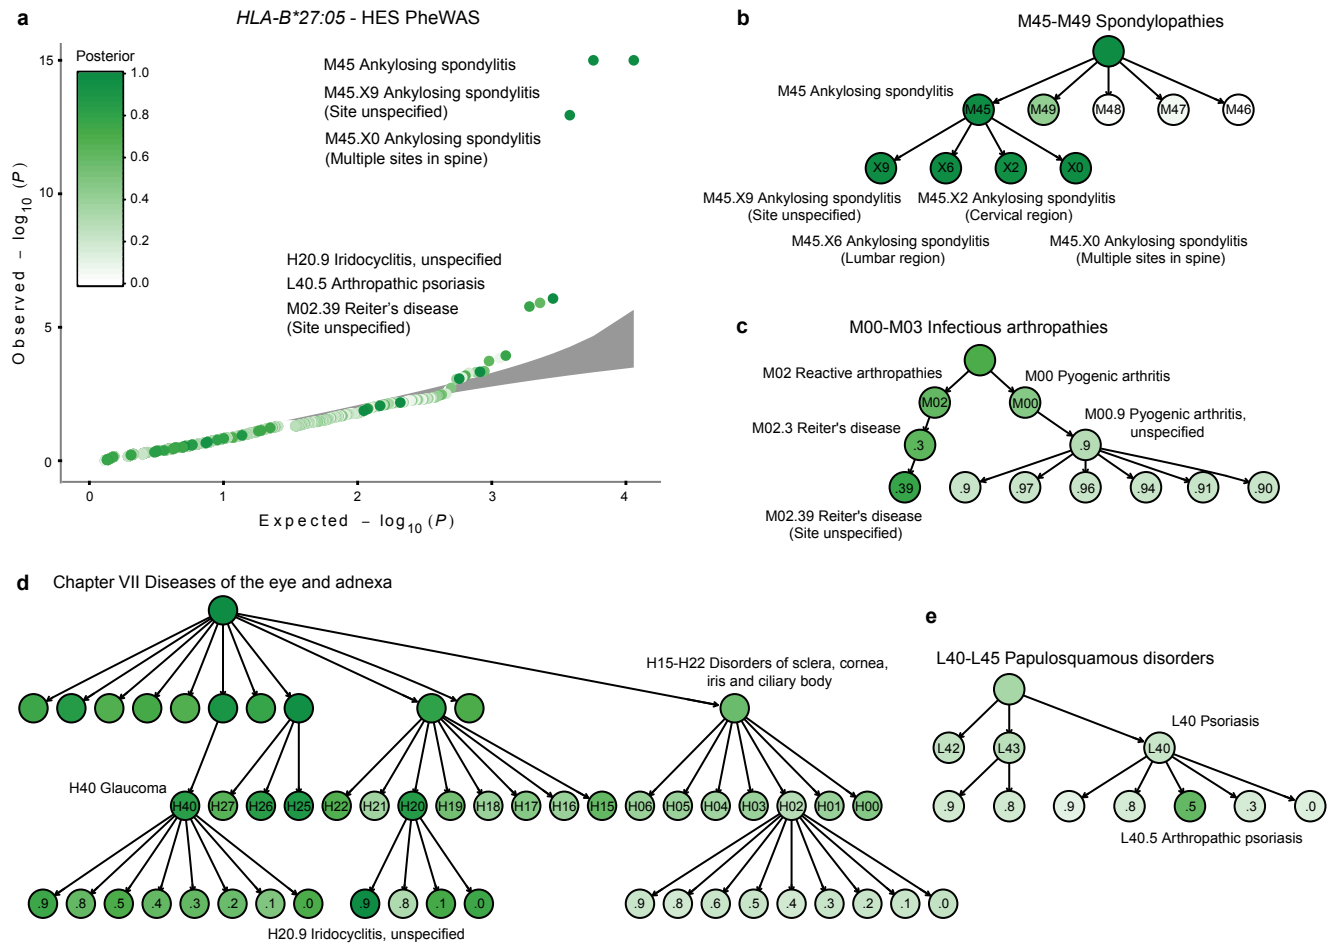 a
HLA-B*27:05 - HES PheWAS
Posterior
1.0
0.8
0.6
0.4
0.2
0.0
15
10
5
0
Observed – log10 (P)
0
1
2
3
4
Expected – log10 (P)
M45 Ankylosing spondylitis
M45.X9 Ankylosing spondylitis
(Site unspecified)
M45.X0 Ankylosing spondylitis
(Multiple sites in spine)
H20.9 Iridocyclitis, unspecified
L40.5 Arthropathic psoriasis
M02.39 Reiter's disease
(Site unspecified)
b
M45-M49 Spondylopathies
M45 Ankylosing spondylitis
M45 M49 M48 M47 M46
X9 X6 X2 X0
M45.X9 Ankylosing spondylitis
(Site unspecified)
M45.X2 Ankylosing spondylitis
(Cervical region)
M45.X6 Ankylosing spondylitis
(Lumbar region)
M45.X0 Ankylosing spondylitis
(Multiple sites in spine)
c
M00-M03 Infectious arthropathies
M02 Reactive arthropathies
M00 Pyogenic arthritis
M02 M00
M02.3 Reiter's disease
M00.9 Pyogenic arthritis,
unspecified
.3 .9
.39 .9 .97 .96 .94 .91 .90
M02.39 Reiter's disease
(Site unspecified)
d
Chapter VII Diseases of the eye and adnexa
H15-H22 Disorders of sclera, cornea,
iris and ciliary body
H40 Glaucoma
H40 H27 H26 H25 H22 H21 H20 H19 H18 H17 H16 H15 H06 H05 H04 H03 H02 H01 H00
.9 .8 .5 .4 .3 .2 .1 .0 .9 .8 .1 .0 .9 .8 .6 .5 .4 .3 .2 .1 .0
H20.9 Iridocyclitis, unspecified
e
L40-L45 Papulosquamous disorders
L40 Psoriasis
L42 L43 L40
.9 .8 .9 .8 .5 .3 .0
L40.5 Arthropathic psoriasis